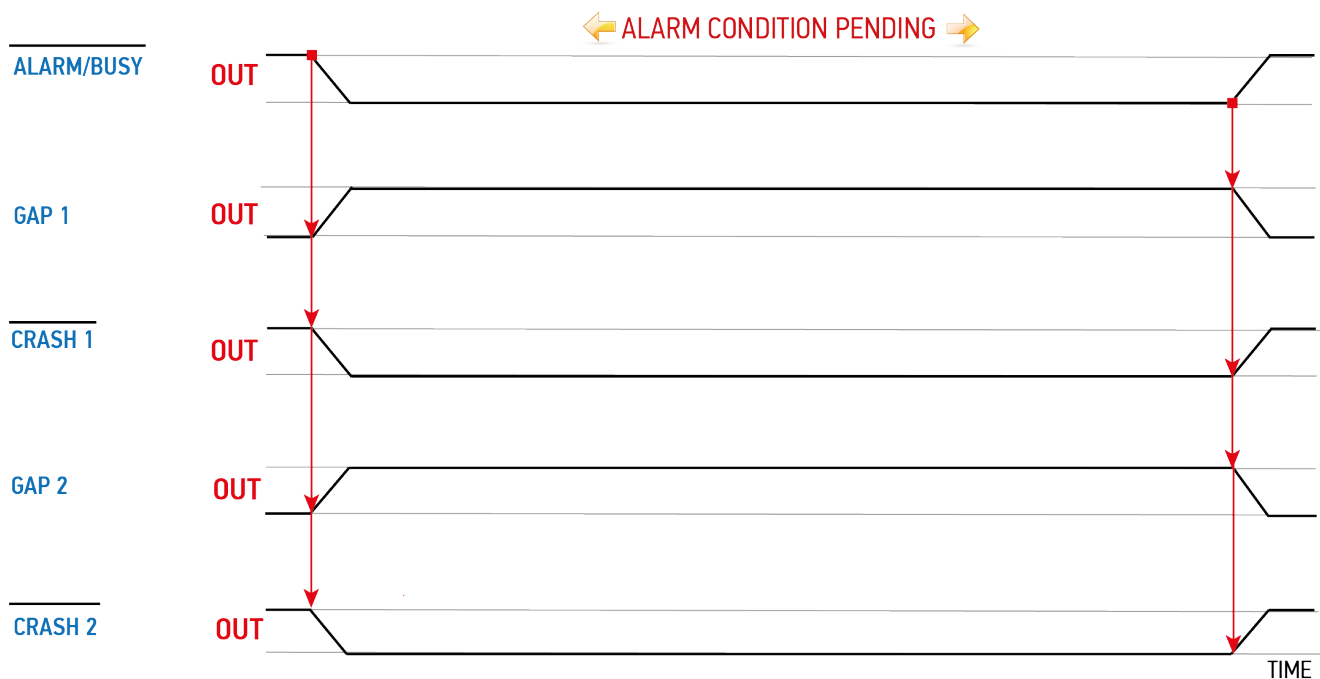 ALARM CONDITION PENDING
ALARM/BUSY
OUT
GAP 1
OUT
CRASH 1
OUT
GAP 2
OUT
CRASH 2
OUT
TIME